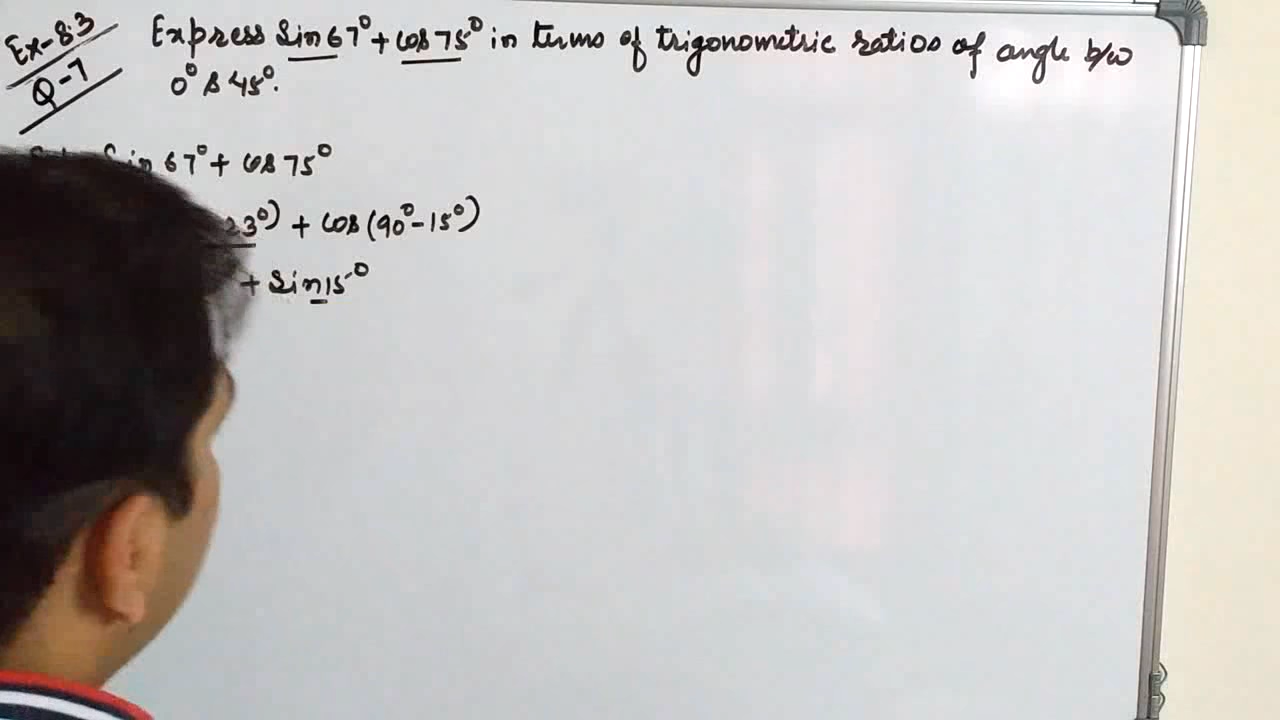 Ex-8.3
Q-7
Express Sin 67° + cos 75° in terms of trigonometric ratios of angle b/w
0° & 45°.
Sin 67° + cos 75°
23°) + cos (90° - 15°)
+ Sin 15°